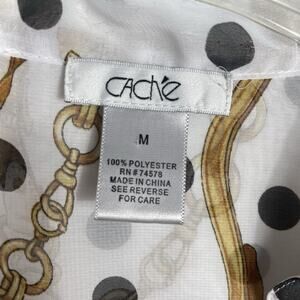 Caché
M
100% POLYESTER
RN# 74578
MADE IN CHINA
SEE REVERSE
FOR CARE